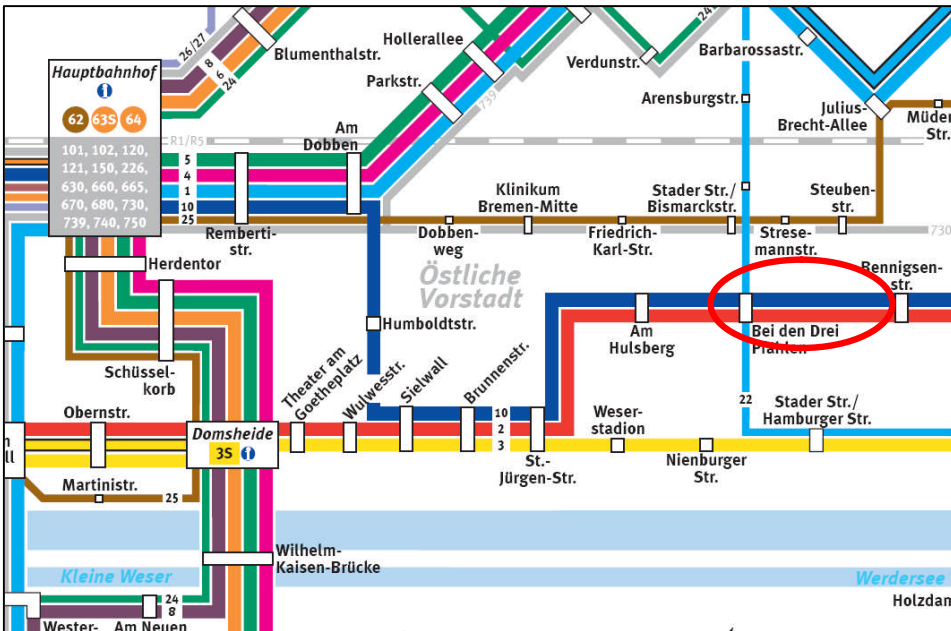 26/27
8
6
24
Blumenthalstr.
Hauptbahnhof
62 63S 64
101, 102, 120,
121, 150, 226,
630, 660, 665,
670, 680, 730,
739, 740, 750
R1/R5
5
4
1
10
25
Remberti-
str.
Am
Dobben
Parkstr.
Hollerallee
739
Verdunstr.
24
Barbarossastr.
Arensburgstr.
Julius-
Brecht-Allee
Müden
Str.
Dobben-
weg
Klinikum
Bremen-Mitte
Friedrich-
Karl-Str.
Stader Str./
Bismarckstr.
Strese-
mannstr.
Steuben-
str.
730
Östliche
Vorstadt
Herdentor
Schüssel-
korb
Humboldtstr.
Am
Hulsberg
Bei den Drei
Pfählen
Bennigsen-
str.
Theater am
Goetheplatz
Wulwesstr.
Sielwall
Brunnenstr.
10
2
3
St.-
Jürgen-Str.
Weser-
stadion
Nienburger
Str.
22
Stader Str./
Hamburger Str.
Obernstr.
Domsheide
3S
ll
Martinistr.
25
Wilhelm-
Kaisen-Brücke
Kleine Weser
Werdersee
Holzdam
24
8
Wester-
Am Neuen